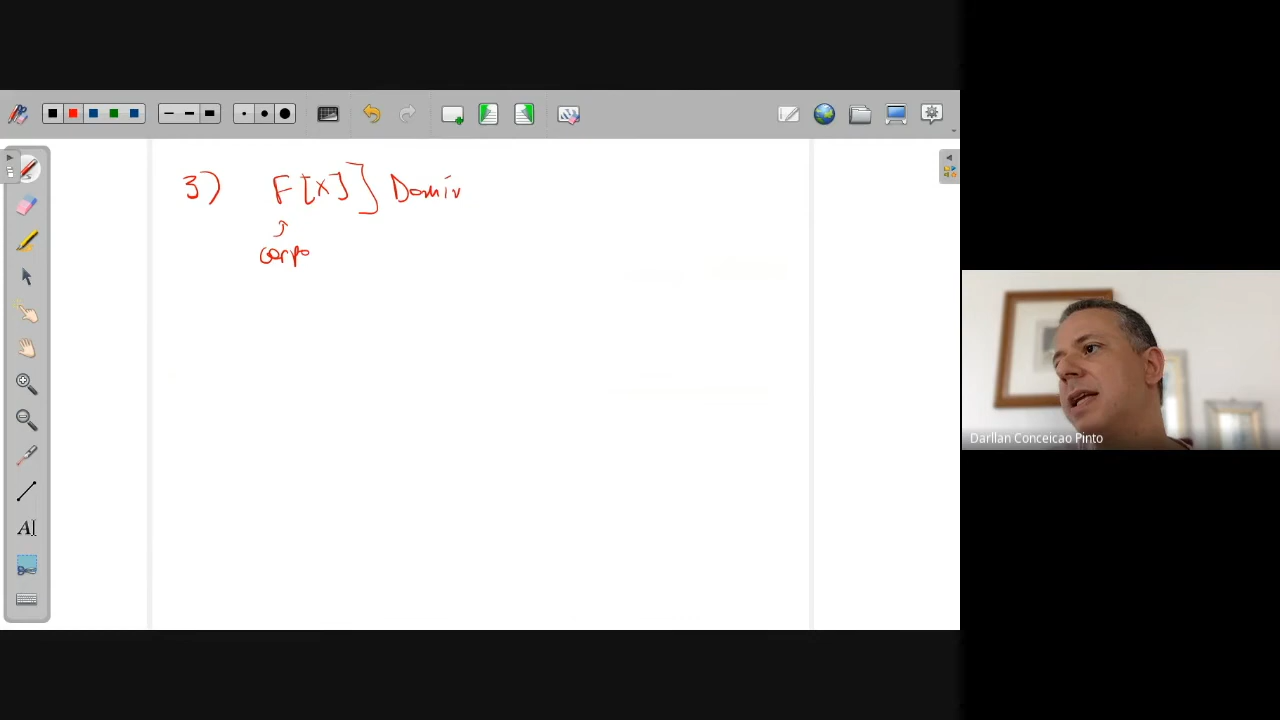 3) F[x]] Domin
↑
corpo
Darllan Conceicao Pinto